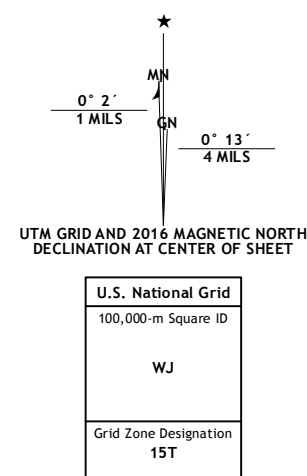 ★
MN
0° 2´
1 MILS
GN
0° 13´
4 MILS
UTM GRID AND 2016 MAGNETIC NORTH
DECLINATION AT CENTER OF SHEET
U.S. National Grid
100,000-m Square ID
WJ
Grid Zone Designation
15T